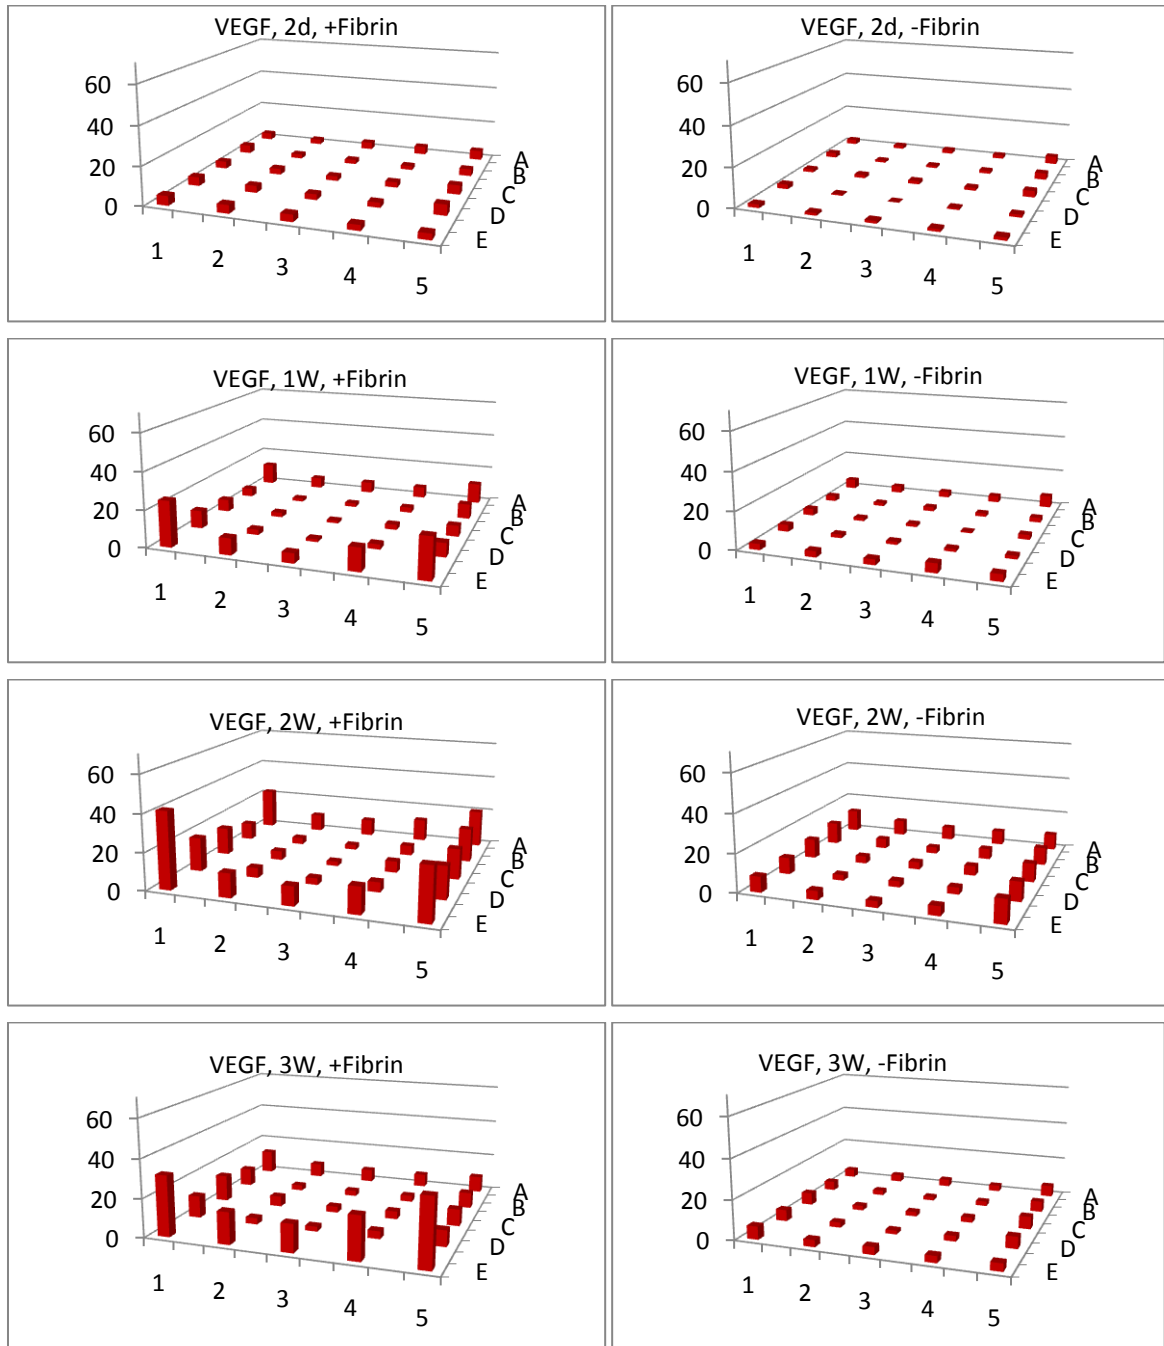 VEGF, 2d, +Fibrin
60
40
20
0
1
2
3
4
5
A
B
C
D
E
VEGF, 2d, -Fibrin
60
40
20
0
1
2
3
4
5
A
B
C
D
E
VEGF, 1W, +Fibrin
60
40
20
0
1
2
3
4
5
A
B
C
D
E
VEGF, 1W, -Fibrin
60
40
20
0
1
2
3
4
5
A
B
C
D
E
VEGF, 2W, +Fibrin
60
40
20
0
1
2
3
4
5
A
B
C
D
E
VEGF, 2W, -Fibrin
60
40
20
0
1
2
3
4
5
A
B
C
D
E
VEGF, 3W, +Fibrin
60
40
20
0
1
2
3
4
5
A
B
C
D
E
VEGF, 3W, -Fibrin
60
40
20
0
1
2
3
4
5
A
B
C
D
E